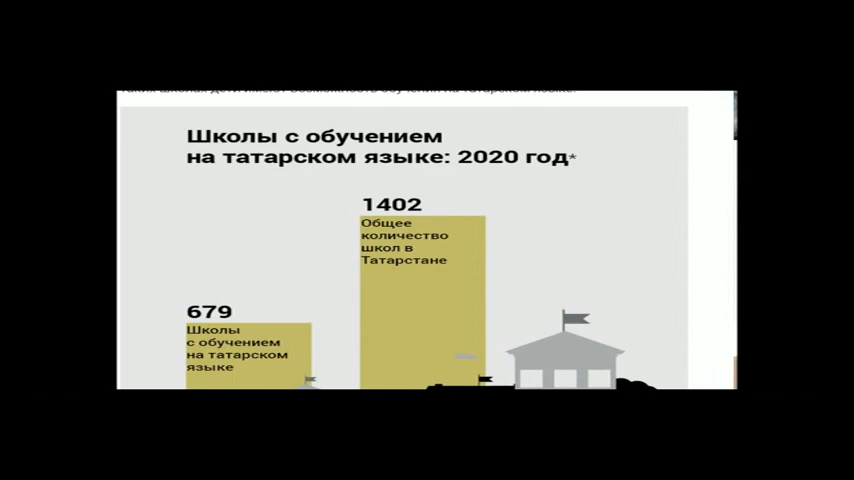 Школы с обучением
на татарском языке: 2020 год*
1402
Общее
количество
школ в
Татарстане
679
Школы
с обучением
на татарском
языке